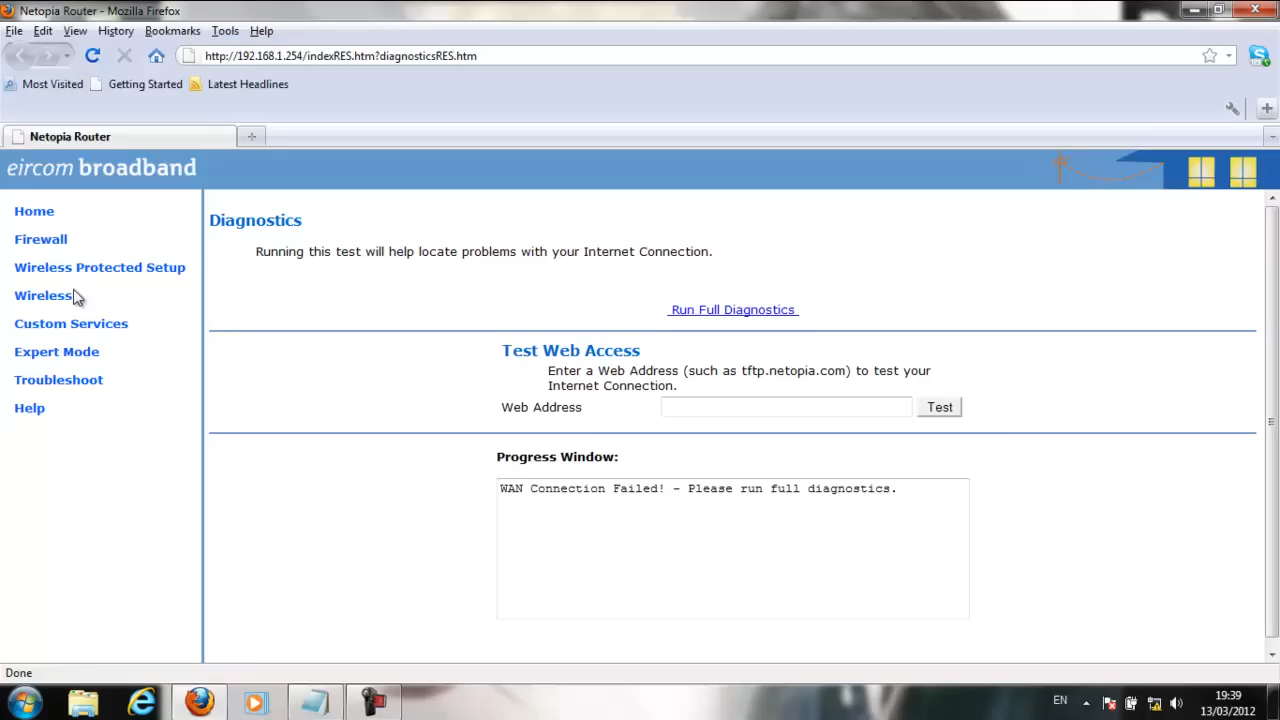 Netopia Router - Mozilla Firefox
File Edit View History Bookmarks Tools Help
http://192.168.1.254/indexRES.htm?diagnosticsRES.htm
Most Visited Getting Started Latest Headlines
Netopia Router
eircom broadband
Home
Firewall
Wireless Protected Setup
Wireless
Custom Services
Expert Mode
Troubleshoot
Help
Diagnostics
Running this test will help locate problems with your Internet Connection.
Run Full Diagnostics
Test Web Access
Enter a Web Address (such as tftp.netopia.com) to test your
Internet Connection.
Web Address Test
Progress Window:
WAN Connection Failed! - Please run full diagnostics.
Done
EN 19:39
13/03/2012